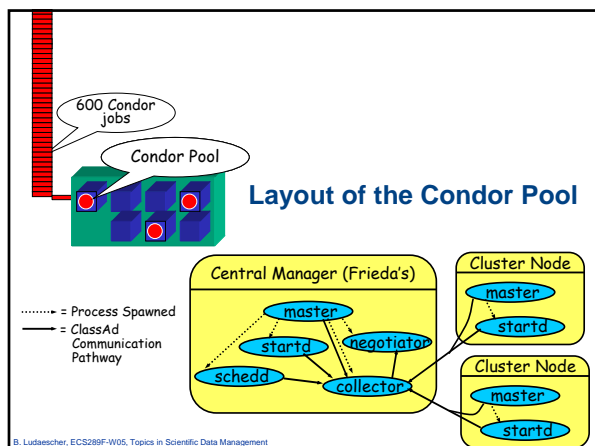 600 Condor
jobs
Condor Pool
Layout of the Condor Pool
Central Manager (Frieda's)
master
startd
negotiator
schedd
collector
Cluster Node
master
startd
Cluster Node
master
startd
= Process Spawned
= ClassAd
Communication
Pathway
B. Ludaescher, ECS289F-W05, Topics in Scientific Data Management